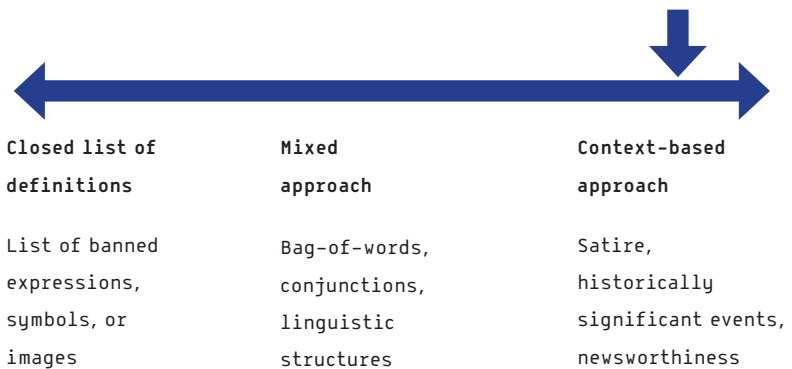 Closed list of
definitions
List of banned
expressions,
symbols, or
images
Mixed
approach
Bag-of-words,
conjunctions,
linguistic
structures
Context-based
approach
Satire,
historically
significant events,
newsworthiness